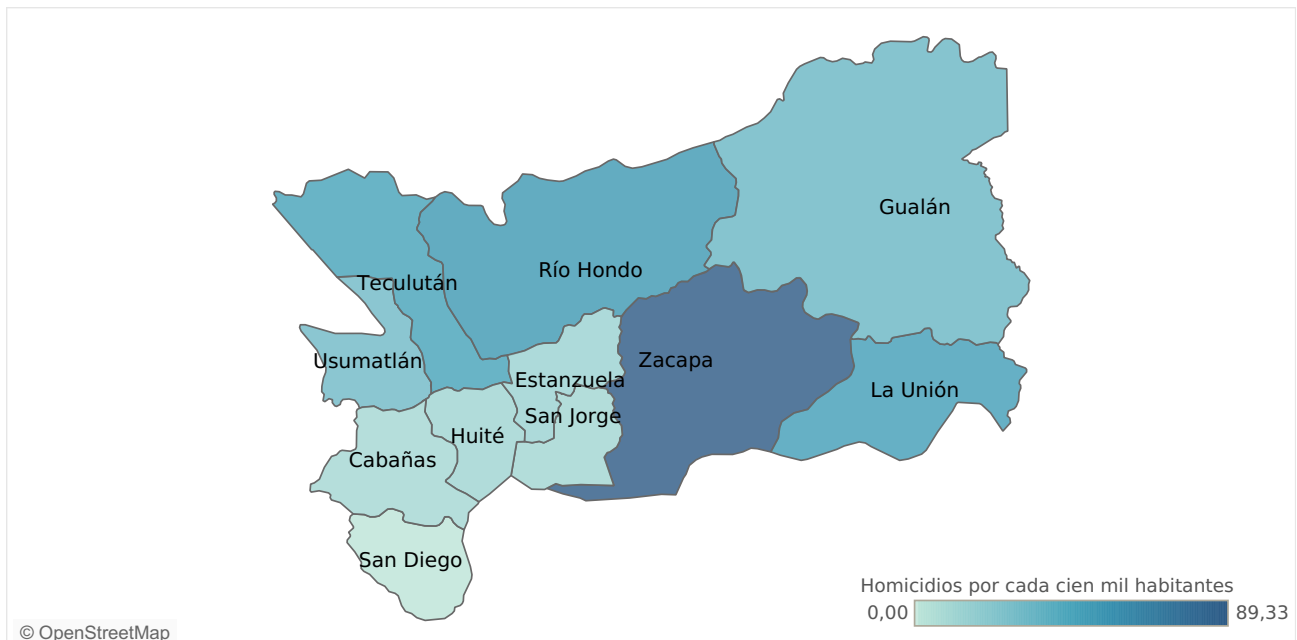 Gualán
Río Hondo
Teculután
Usumatlán
Zacapa
Estanzuela
La Unión
San Jorge
Huité
Cabañas
San Diego
Homicidios por cada cien mil habitantes
0,00 89,33
© OpenStreetMap